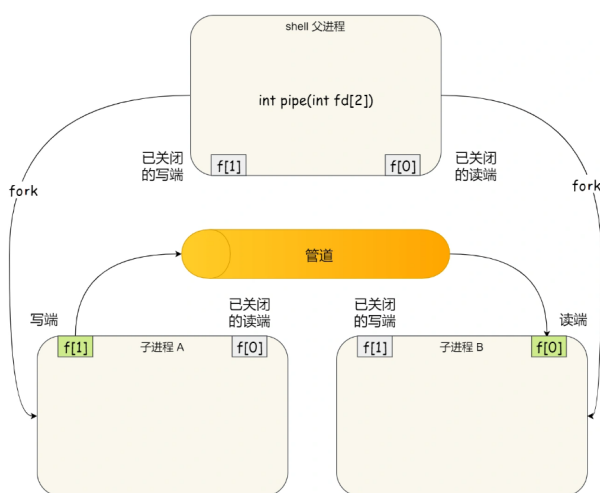 shell 父进程
int pipe(int fd[2])
已关闭
的写端
f[1]
f[0]
已关闭
的读端
fork
fork
管道
写端
已关闭
的读端
已关闭
的写端
读端
f[1]
子进程 A
f[0]
f[1]
子进程 B
f[0]